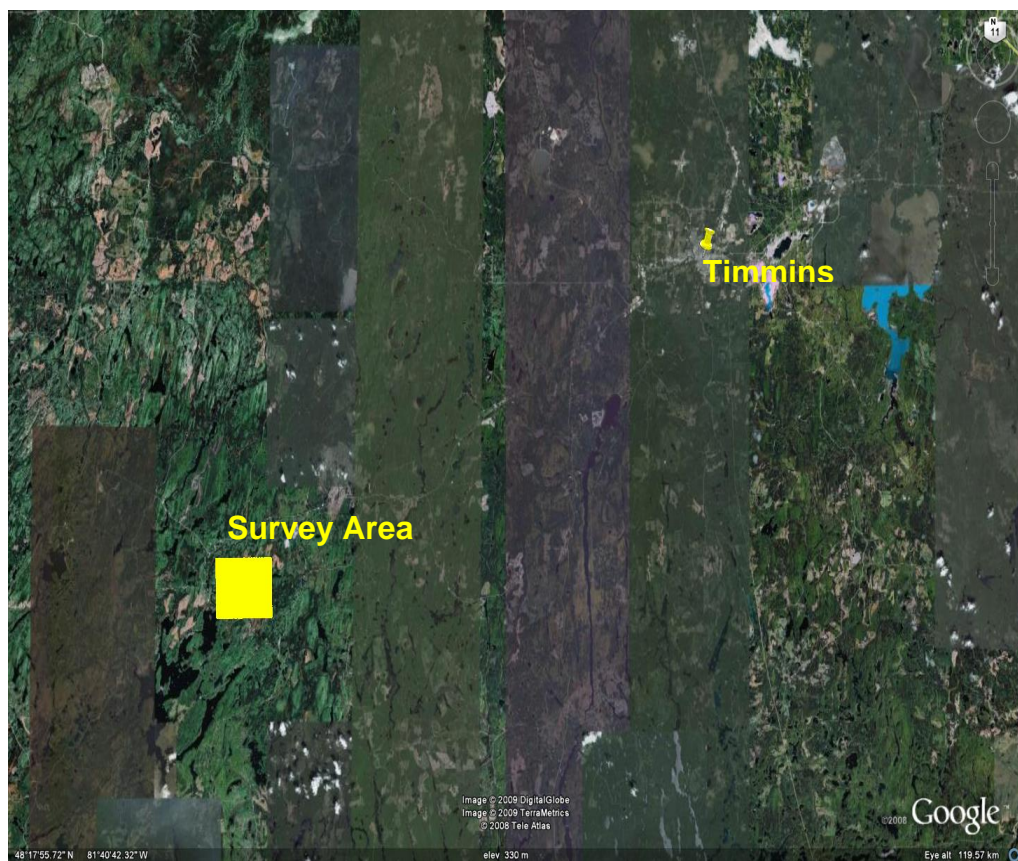 N
11
Timmins
Survey Area
Image © 2009 DigitalGlobe
Image © 2009 TerraMetrics
© 2008 Tele Atlas
©2008 Google
48°17'55.72" N 81°40'42.32" W elev 330 m Eye alt 119.57 km